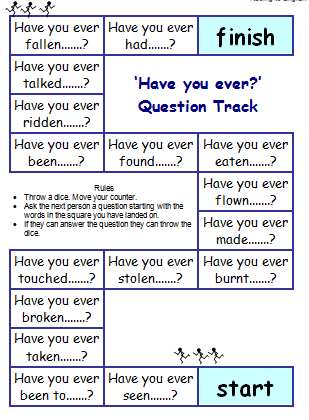 Have you ever
fallen.......?
Have you ever
had.......?
finish
Have you ever
talked.......?
'Have you ever?'
Question Track
Have you ever
ridden.......?
Have you ever
been.......?
Have you ever
found.......?
Have you ever
eaten.......?
Rules
• Throw a dice. Move your counter.
• Ask the next person a question starting with the
words in the square you have landed on.
• If they can answer the question they can throw the
dice.
Have you ever
flown.......?
Have you ever
made.......?
Have you ever
touched.......?
Have you ever
stolen.......?
Have you ever
burnt.......?
Have you ever
broken.......?
Have you ever
taken.......?
Have you ever
been to.......?
Have you ever
seen.......?
start